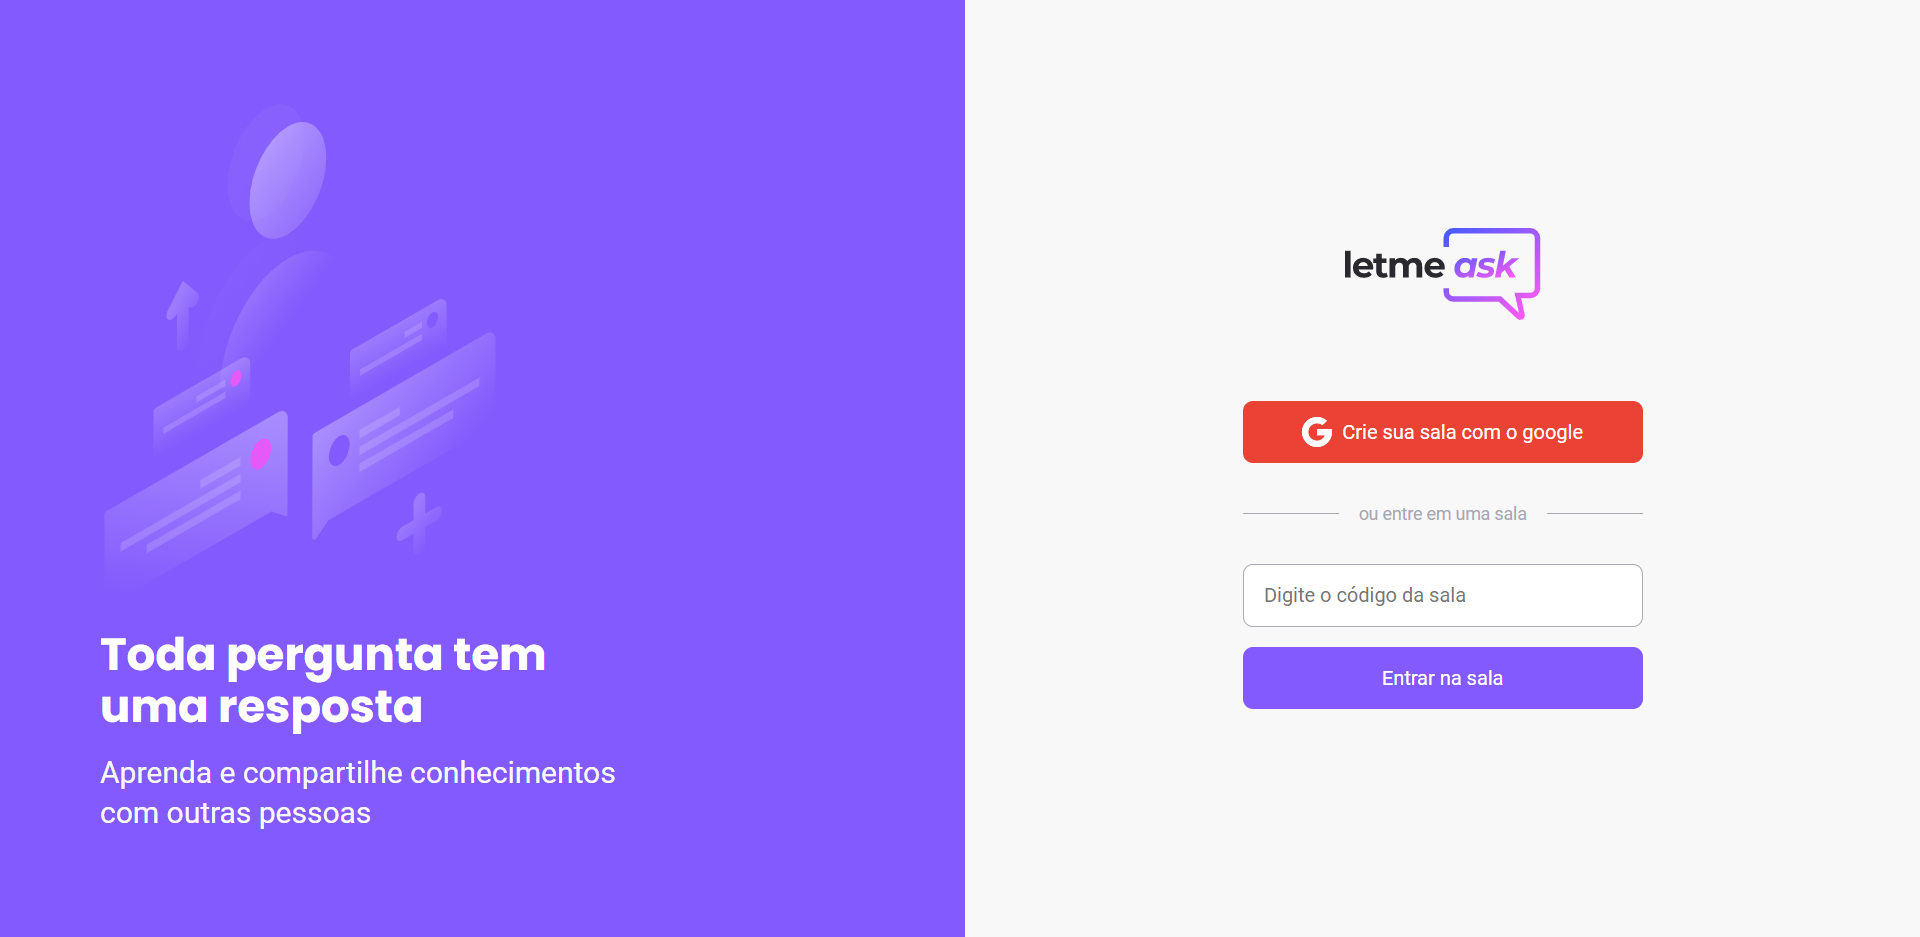 Toda pergunta tem
uma resposta
Aprenda e compartilhe conhecimentos
com outras pessoas
letme ask
Crie sua sala com o google
ou entre em uma sala
Digite o código da sala
Entrar na sala